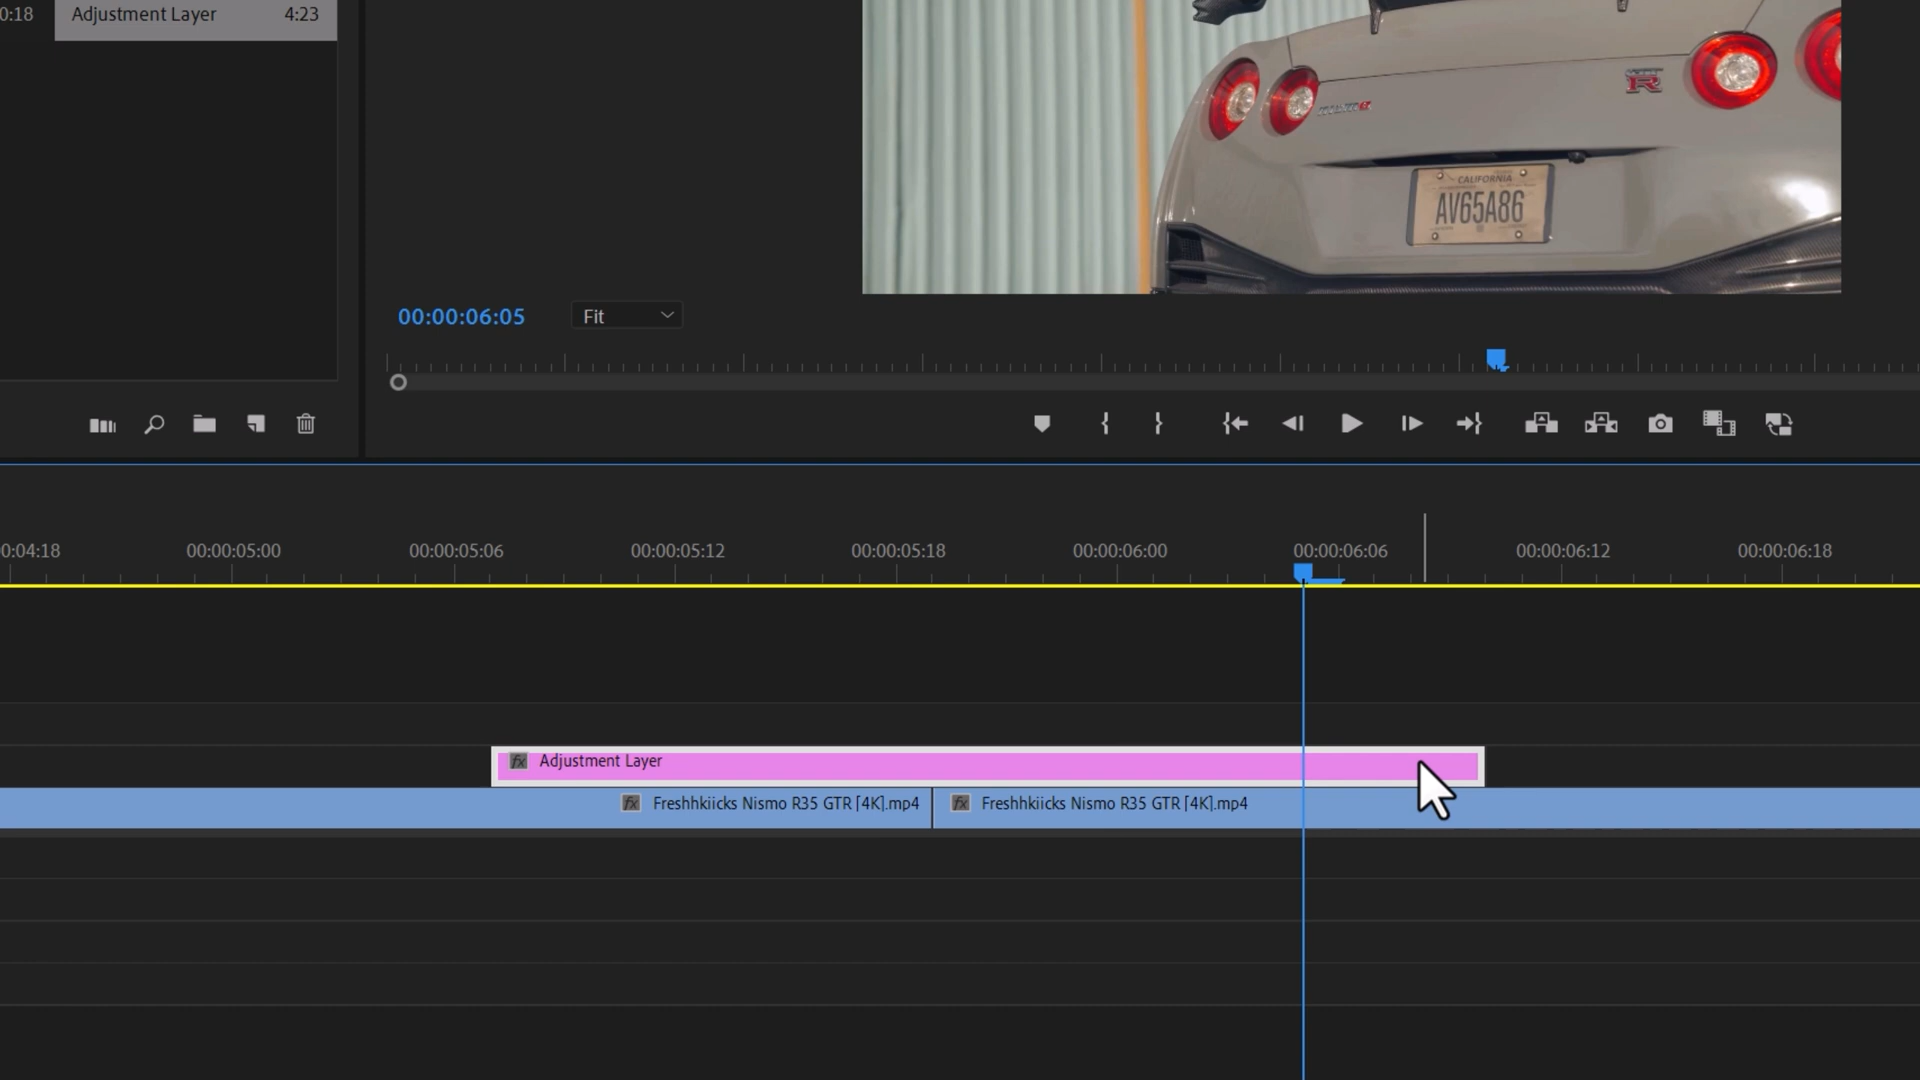 0:18 Adjustment Layer 4:23
R
CALIFORNIA
AV65A86
00:00:06:05 Fit
0:04:18 00:00:05:00 00:00:05:06 00:00:05:12 00:00:05:18 00:00:06:00 00:00:06:06 00:00:06:12 00:00:06:18
fx Adjustment Layer
fx Freshhkiicks Nismo R35 GTR [4K].mp4 fx Freshhkiicks Nismo R35 GTR [4K].mp4